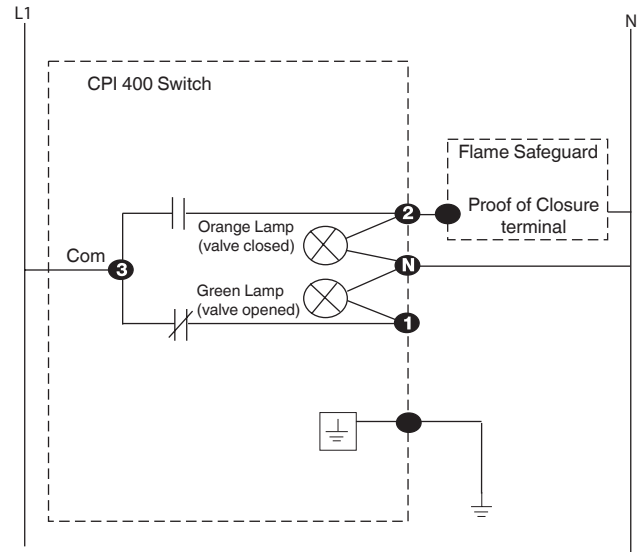 L1
N
CPI 400 Switch
Flame Safeguard
2
Proof of Closure
terminal
Orange Lamp
(valve closed)
Com
3
N
Green Lamp
(valve opened)
1